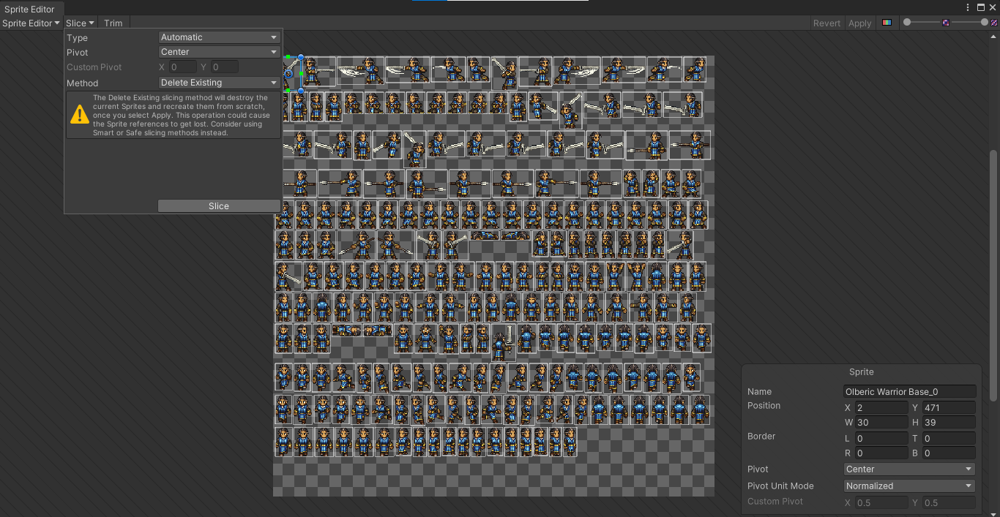 Sprite Editor
Sprite Editor Slice Trim Revert Apply
Type Automatic
Pivot Center
Custom Pivot X 0 Y 0
Method Delete Existing
The Delete Existing slicing method will destroy the
current Sprites and recreate them from scratch,
once you select Apply. This operation could cause
the Sprite references to get lost. Consider using
Smart or Safe slicing methods instead.
Slice
Sprite
Name Olberic Warrior Base_0
Position X 2 Y 471
W 30 H 39
Border L 0 T 0
R 0 B 0
Pivot Center
Pivot Unit Mode Normalized
Custom Pivot X 0.5 Y 0.5